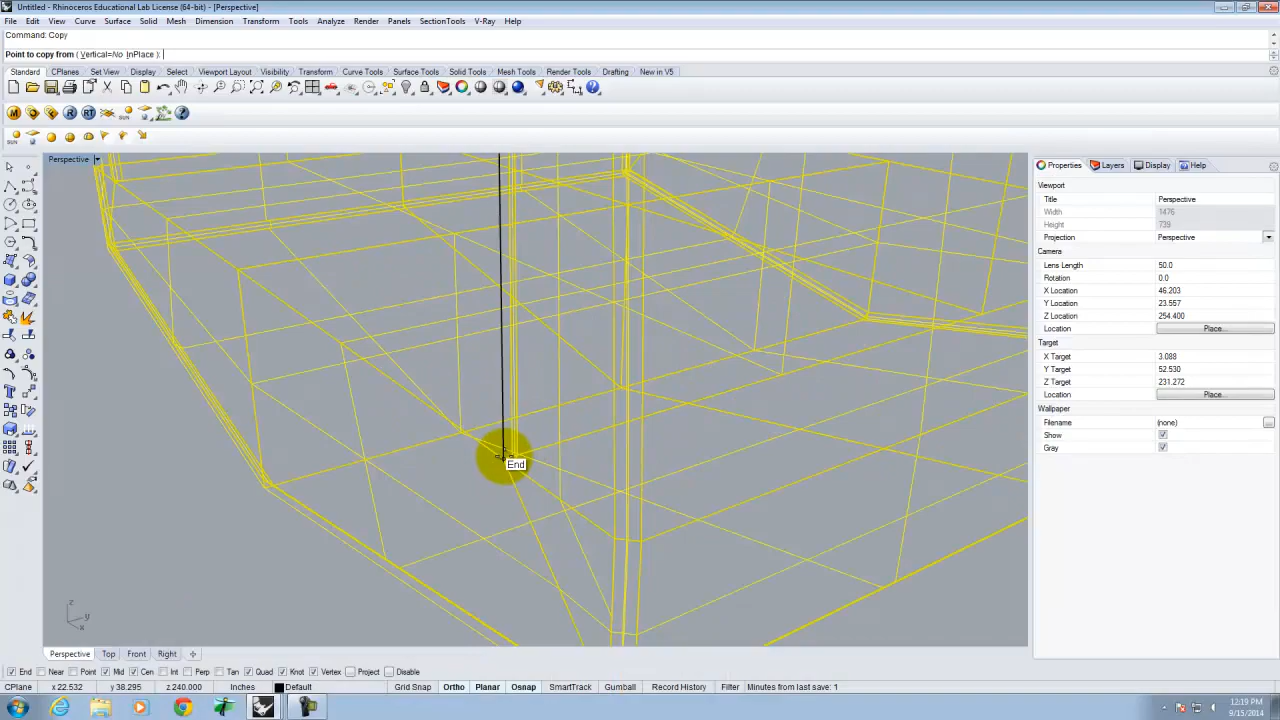 Untitled - Rhinoceros Educational Lab License (64-bit) - [Perspective]
File Edit View Curve Surface Solid Mesh Dimension Transform Tools Analyze Render Panels SectionTools V-Ray Help
Command: Copy
Point to copy from ( Vertical=No InPlace ):
Standard CPlanes Set View Display Select Viewport Layout Visibility Transform Curve Tools Surface Tools Solid Tools Mesh Tools Render Tools Drafting New in V5
M R RT
SUN
SUN
Perspective
Properties Layers Display Help
Viewport
Title Perspective
Width 1476
Height 739
Projection Perspective
Camera
Lens Length 50.0
Rotation 0.0
X Location 46.203
Y Location 23.557
Z Location 254.400
Location Place...
Target
X Target 3.088
Y Target 52.530
Z Target 231.272
Location Place...
Wallpaper
Filename (none)
Show
Gray
End
z
y
x
Perspective Top Front Right
End Near Point Mid Cen Int Perp Tan Quad Knot Vertex Project Disable
CPlane x 22.532 y 38.295 z 240.000 Inches Default Grid Snap Ortho Planar Osnap SmartTrack Gumball Record History Filter Minutes from last save: 1
12:19 PM
9/15/2014